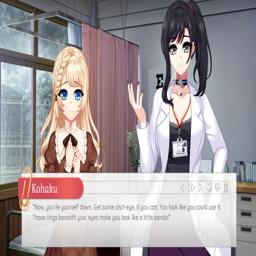 E
Kohaku
"Now, you lie yourself down. Get some shut-eye, if you can. You look like you could use it.
Those rings beneath your eyes make you look like a little panda!"